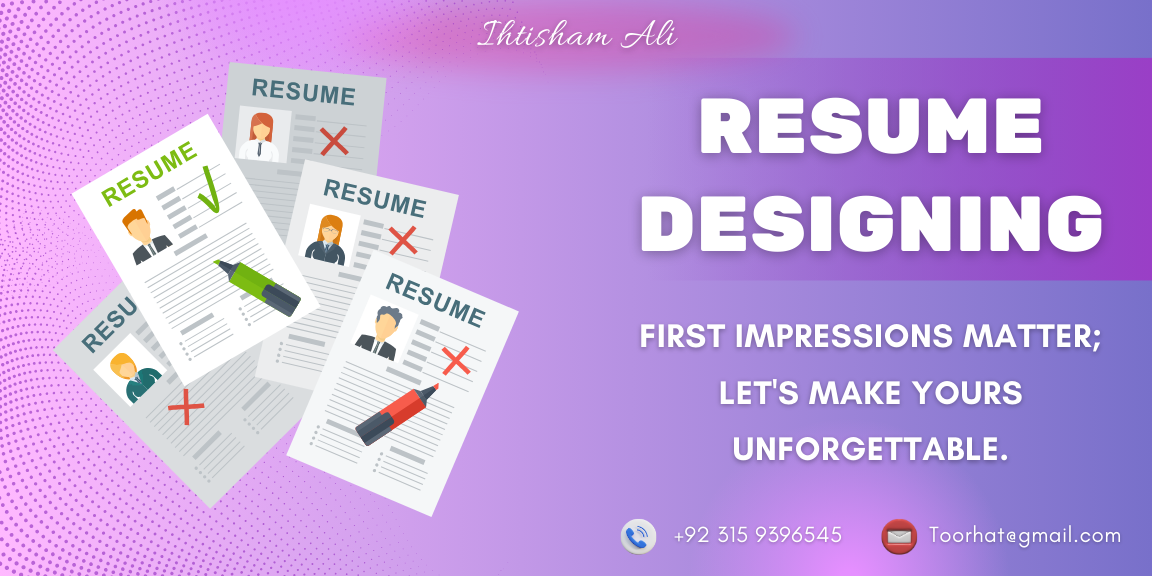 Ihtisham Ali
RESUME
RESUME
RESUME
RESUME
RESU
RESUME
DESIGNING
FIRST IMPRESSIONS MATTER;
LET'S MAKE YOURS
UNFORGETTABLE.
+92 315 9396545
Toorhat@gmail.com